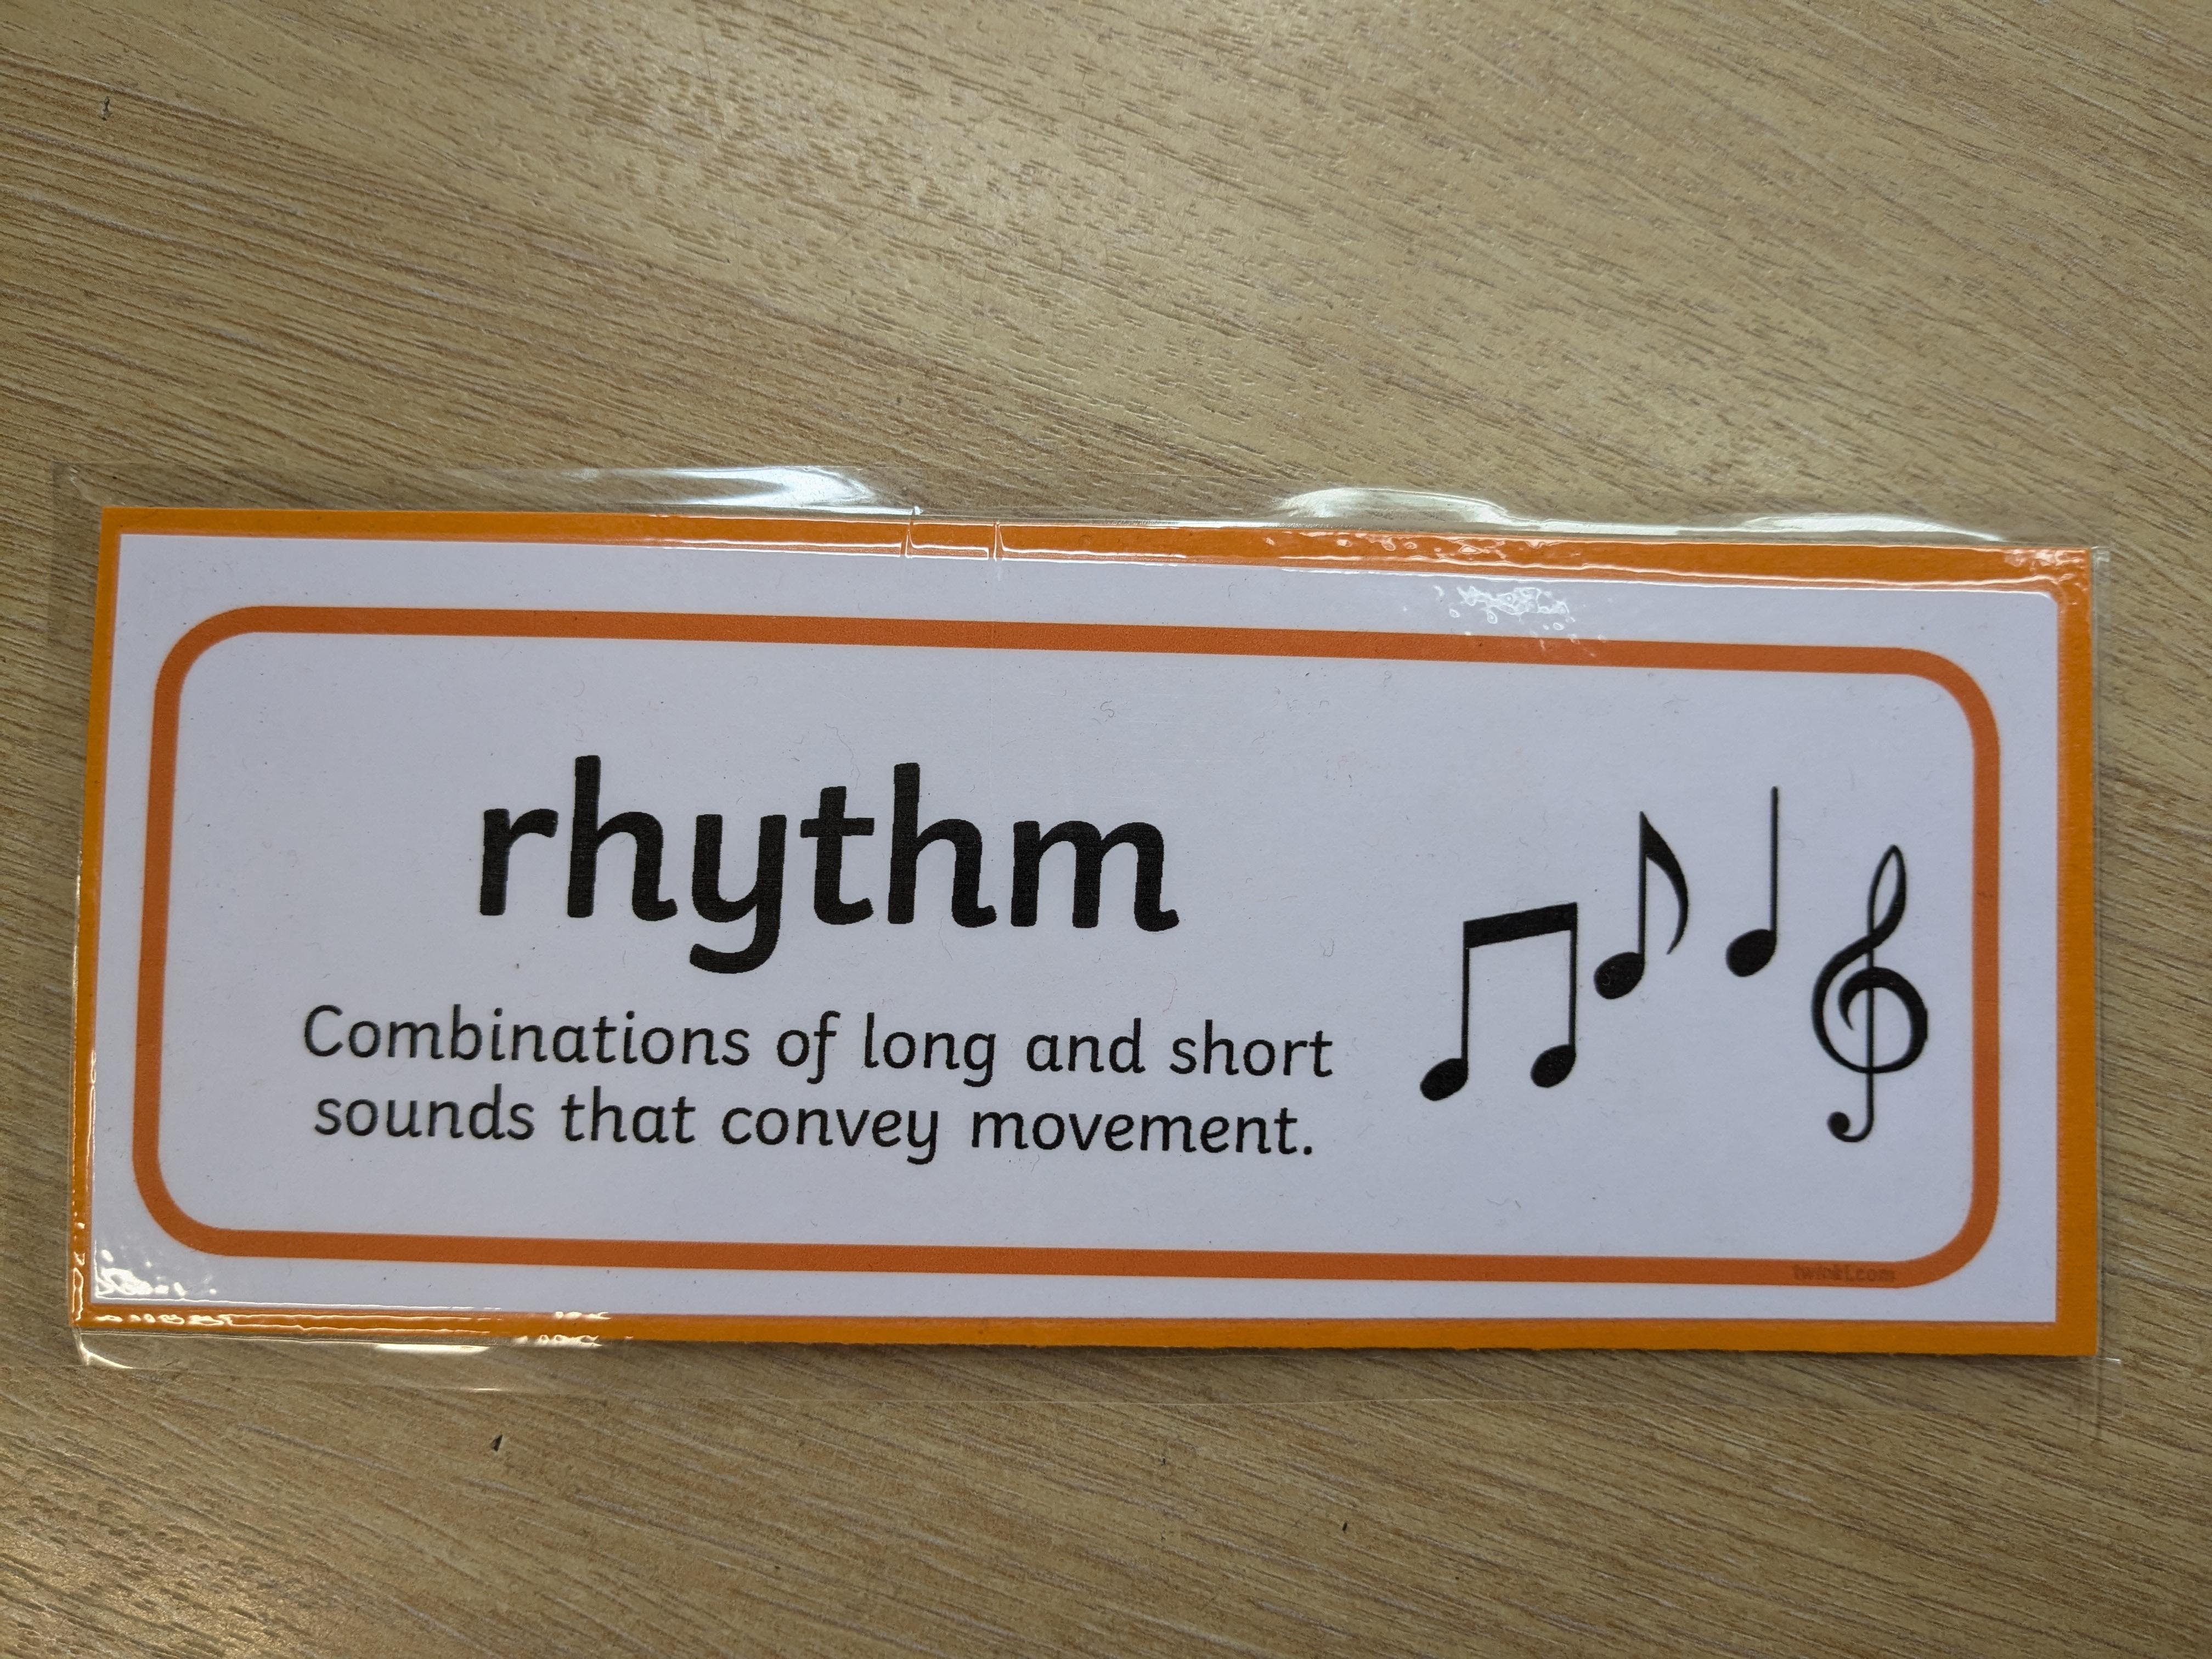 rhythm
Combinations of long and short
sounds that convey movement.
twinkl.com